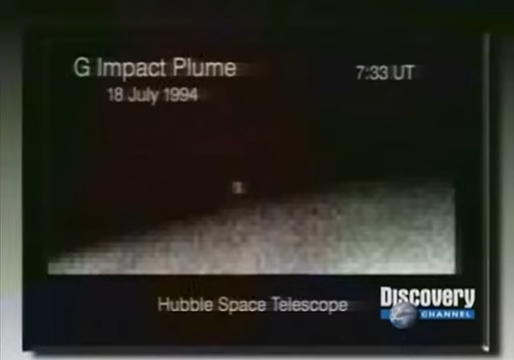 G Impact Plume
7:33 UT
18 July 1994
Hubble Space Telescope
Discovery
CHANNEL